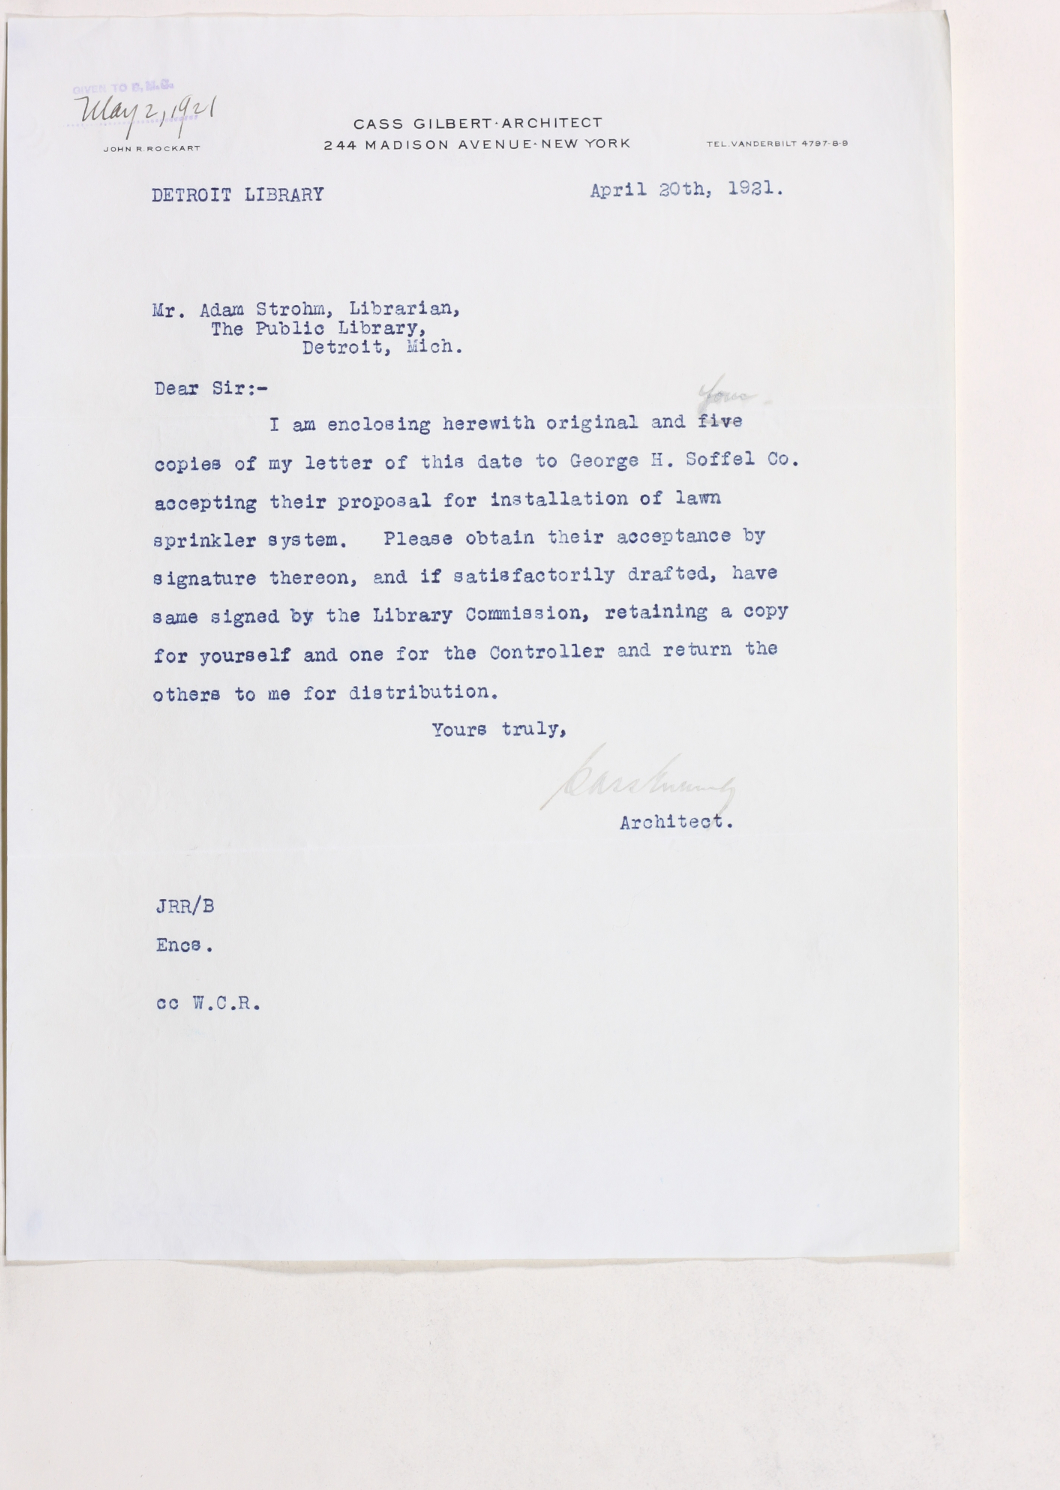 GIVEN TO
May 2, 1921
JOHN R. ROCKART
CASS GILBERT·ARCHITECT
244 MADISON AVENUE·NEW YORK
TEL. VANDERBILT 4797-8-9
DETROIT LIBRARY
April 20th, 1921.
Mr. Adam Strohm, Librarian,
The Public Library,
Detroit, Mich.
Dear Sir:-
four
I am enclosing herewith original and five
copies of my letter of this date to George H. Soffel Co.
accepting their proposal for installation of lawn
sprinkler system. Please obtain their acceptance by
signature thereon, and if satisfactorily drafted, have
same signed by the Library Commission, retaining a copy
for yourself and one for the Controller and return the
others to me for distribution.
Yours truly,
Cass Gilbert
Architect.
JRR/B
Encs.
cc W.C.R.